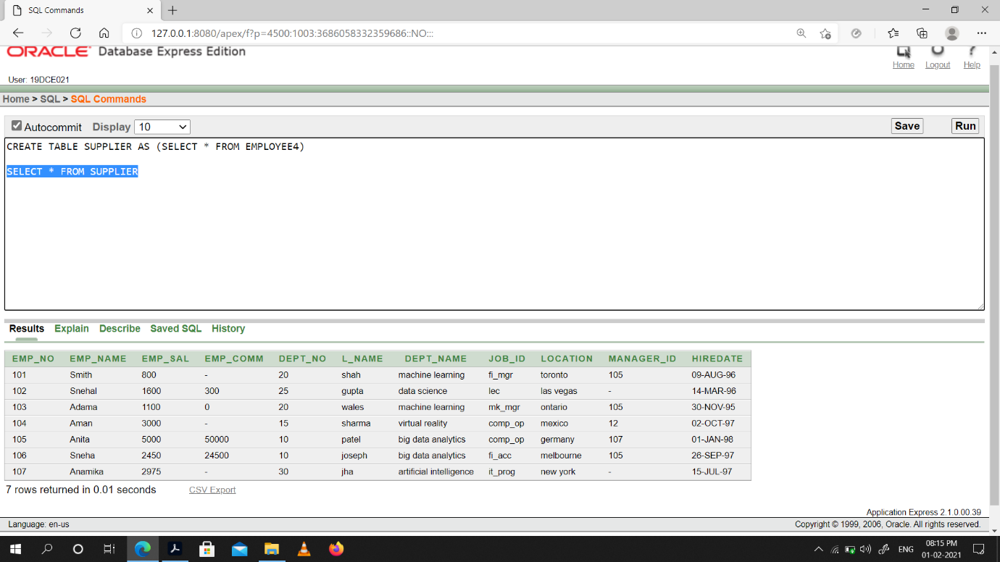 SQL Commands
127.0.0.1:8080/apex/f?p=4500:1003:3686058332359686::NO:::
ORACLE Database Express Edition
Home Logout Help
User: 19DCE021
Home > SQL > SQL Commands
Autocommit Display 10 Save Run
CREATE TABLE SUPPLIER AS (SELECT * FROM EMPLOYEE4)
SELECT * FROM SUPPLIER
Results Explain Describe Saved SQL History
EMP_NO EMP_NAME EMP_SAL EMP_COMM DEPT_NO L_NAME DEPT_NAME JOB_ID LOCATION MANAGER_ID HIREDATE
101 Smith 800 - 20 shah machine learning fi_mgr toronto 105 09-AUG-96
102 Snehal 1600 300 25 gupta data science lec las vegas - 14-MAR-96
103 Adama 1100 0 20 wales machine learning mk_mgr ontario 105 30-NOV-95
104 Aman 3000 - 15 sharma virtual reality comp_op mexico 12 02-OCT-97
105 Anita 5000 50000 10 patel big data analytics comp_op germany 107 01-JAN-98
106 Sneha 2450 24500 10 joseph big data analytics fi_acc melbourne 105 26-SEP-97
107 Anamika 2975 - 30 jha artificial intelligence it_prog new york - 15-JUL-97
7 rows returned in 0.01 seconds CSV Export
Application Express 2.1.0.00.39
Language: en-us Copyright © 1999, 2006, Oracle. All rights reserved.
ENG 08:15 PM
01-02-2021